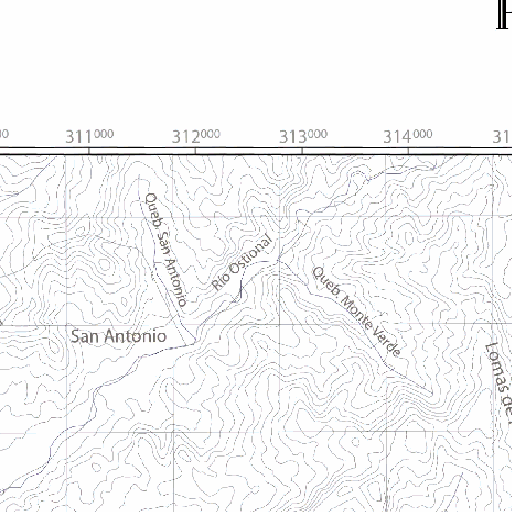 311000
312000
313000
314000
Queb. San Antonio
Río Ostional
Queb. Monte Verde
San Antonio
Lomas de